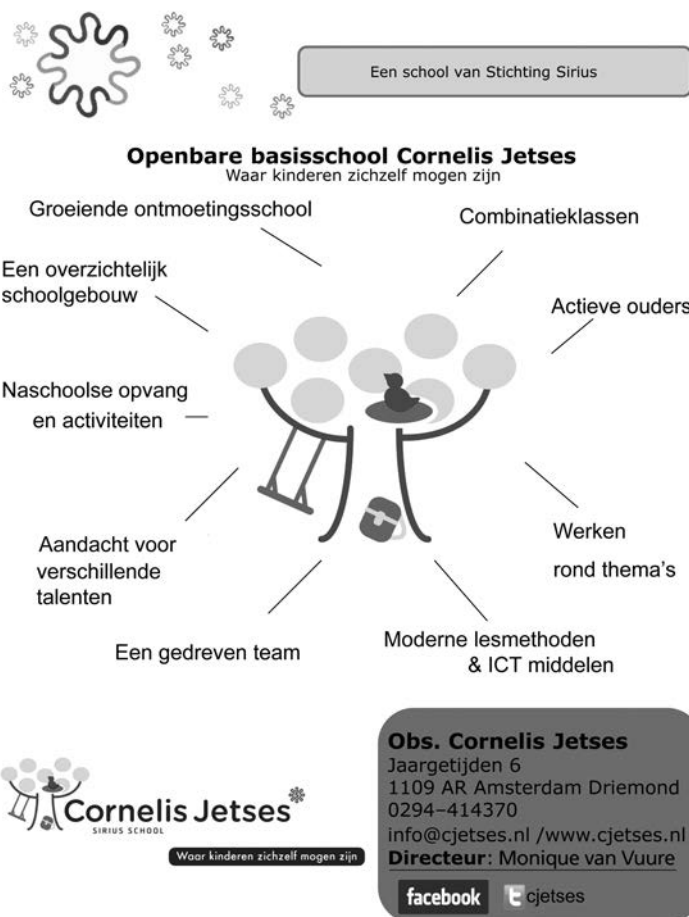 Een school van Stichting Sirius
Openbare basisschool Cornelis Jetses
Waar kinderen zichzelf mogen zijn
Groeiende ontmoetingsschool
Combinatieklassen
Een overzichtelijk
schoolgebouw
Actieve ouders
Naschoolse opvang
en activiteiten
Aandacht voor
verschillende
talenten
Werken
rond thema's
Een gedreven team
Moderne lesmethoden
& ICT middelen
Cornelis Jetses
SIRIUS SCHOOL
Waar kinderen zichzelf mogen zijn
Obs. Cornelis Jetses
Jaargetijden 6
1109 AR Amsterdam Driemond
0294–414370
info@cjetses.nl /www.cjetses.nl
Directeur: Monique van Vuure
facebook t cjetses